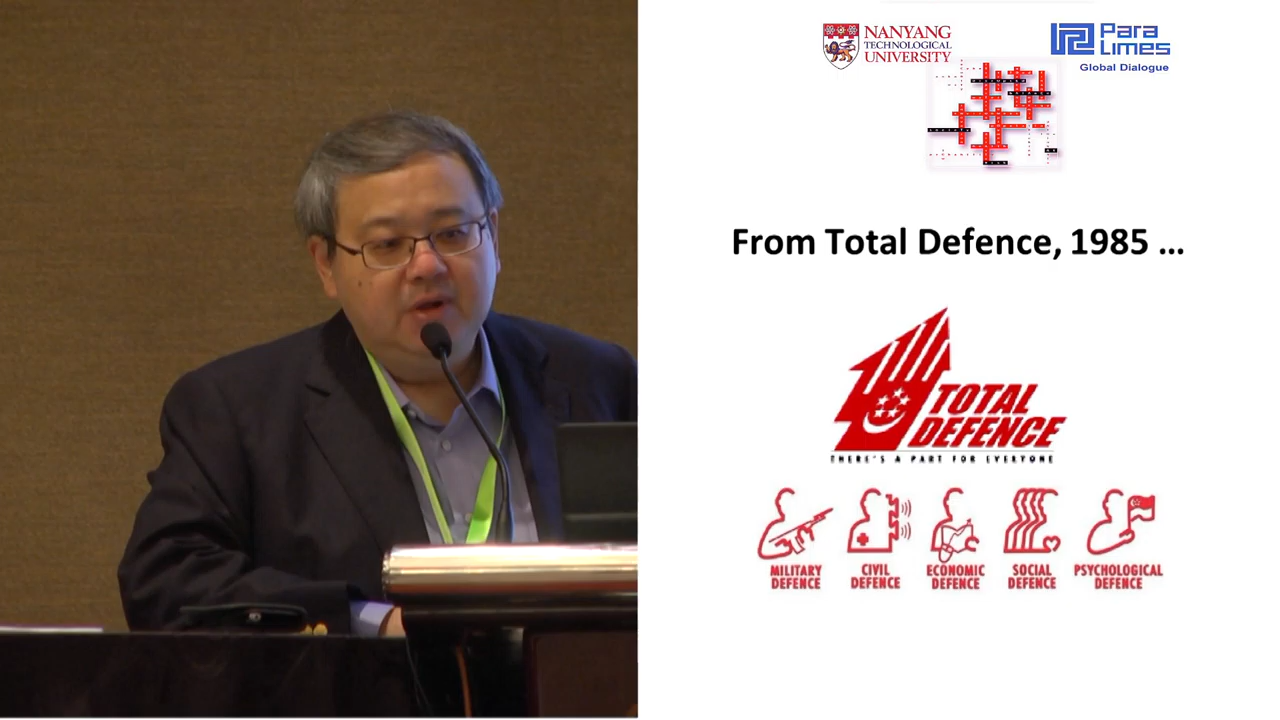 NANYANG
TECHNOLOGICAL
UNIVERSITY
Para
Limes
Global Dialogue
From Total Defence, 1985 ...
TOTAL
DEFENCE
THERE'S A PART FOR EVERYONE
MILITARY
DEFENCE
CIVIL
DEFENCE
ECONOMIC
DEFENCE
SOCIAL
DEFENCE
PSYCHOLOGICAL
DEFENCE